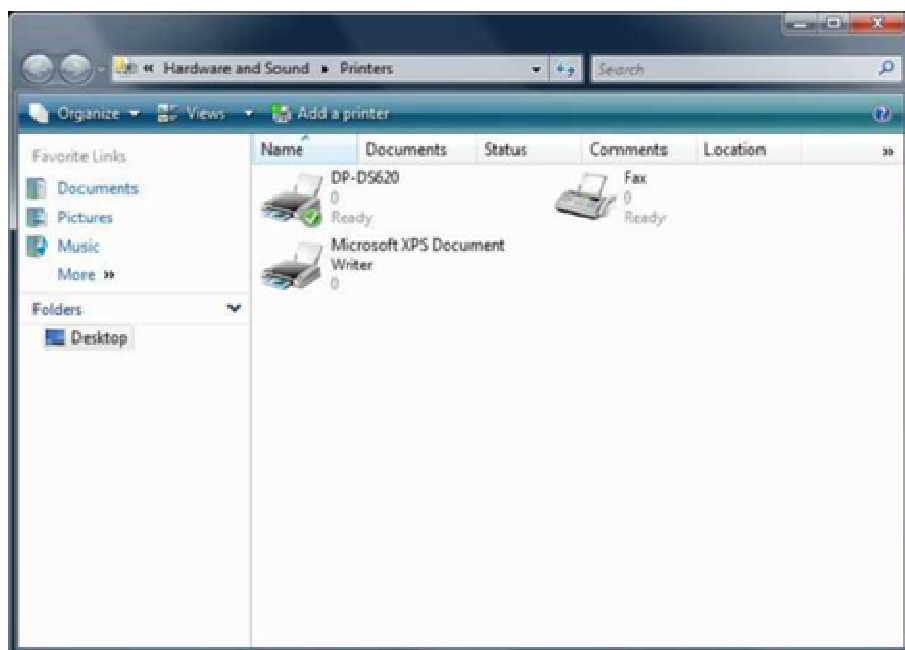 « Hardware and Sound ▸ Printers
Search
Organize
Views
Add a printer
Favorite Links
Documents
Pictures
Music
More »
Folders
Desktop
Name Documents Status Comments Location »
DP-DS620
0
Ready
Fax
0
Ready
Microsoft XPS Document
Writer
0